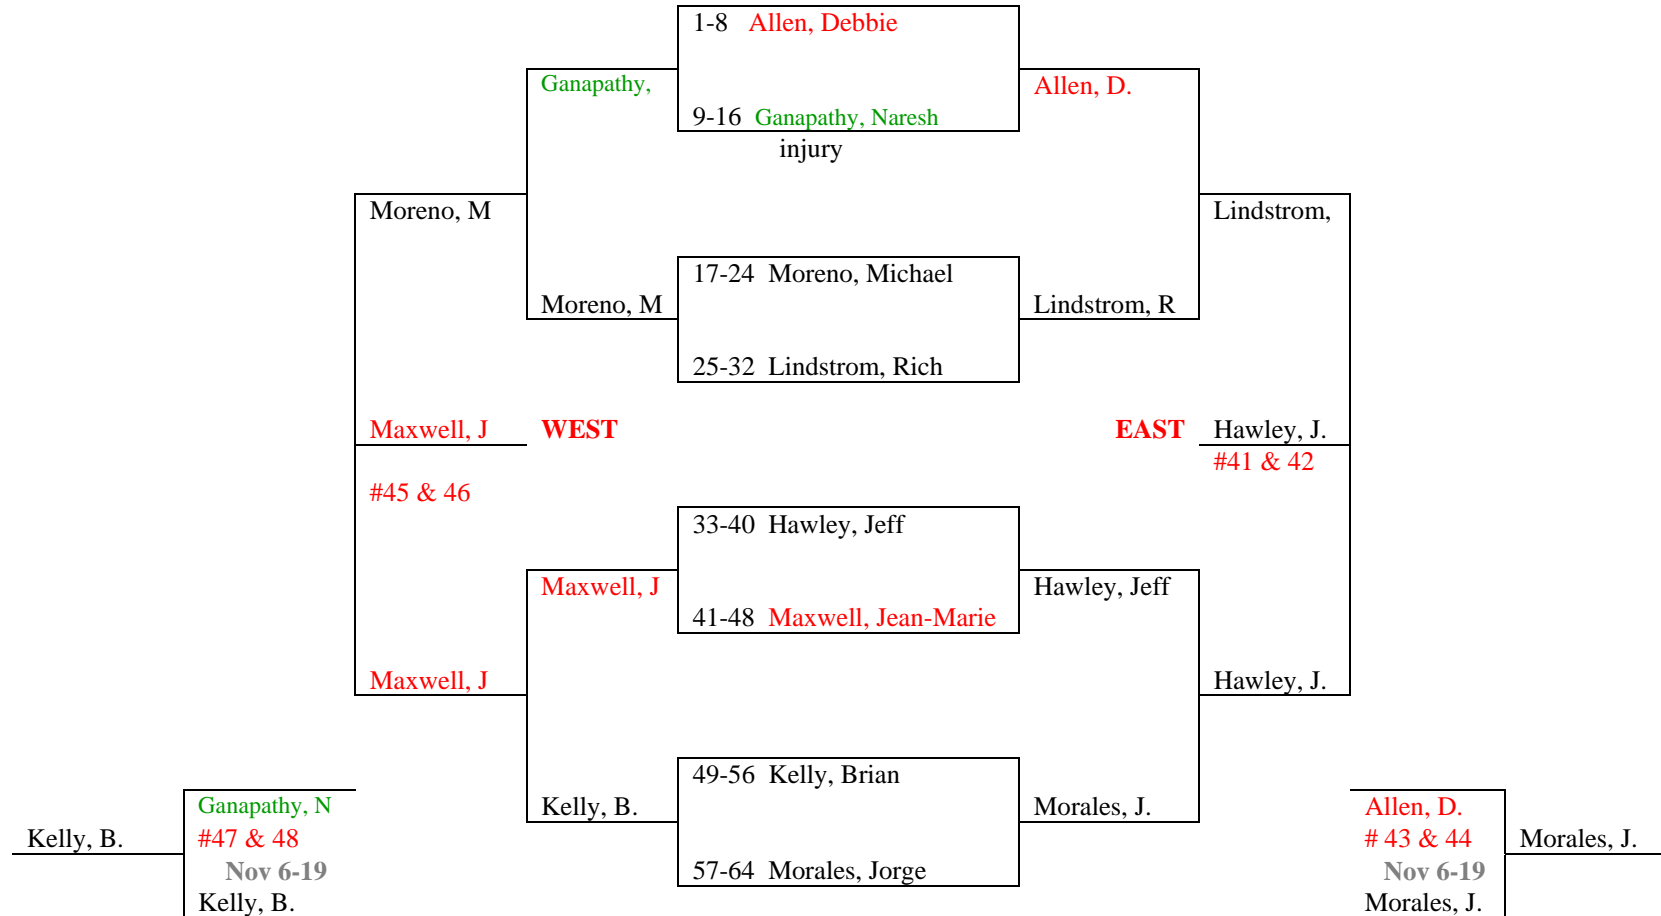 1-8 Allen, Debbie
Ganapathy,
Allen, D.
9-16 Ganapathy, Naresh
injury
Moreno, M
Lindstrom,
17-24 Moreno, Michael
Moreno, M
Lindstrom, R
25-32 Lindstrom, Rich
Maxwell, J
WEST
EAST
Hawley, J.
#41 & 42
#45 & 46
33-40 Hawley, Jeff
Maxwell, J
Hawley, Jeff
41-48 Maxwell, Jean-Marie
Maxwell, J
Hawley, J.
49-56 Kelly, Brian
Kelly, B.
Morales, J.
57-64 Morales, Jorge
Ganapathy, N
Kelly, B.
#47 & 48
Nov 6-19
Kelly, B.
Allen, D.
# 43 & 44
Morales, J.
Nov 6-19
Morales, J.